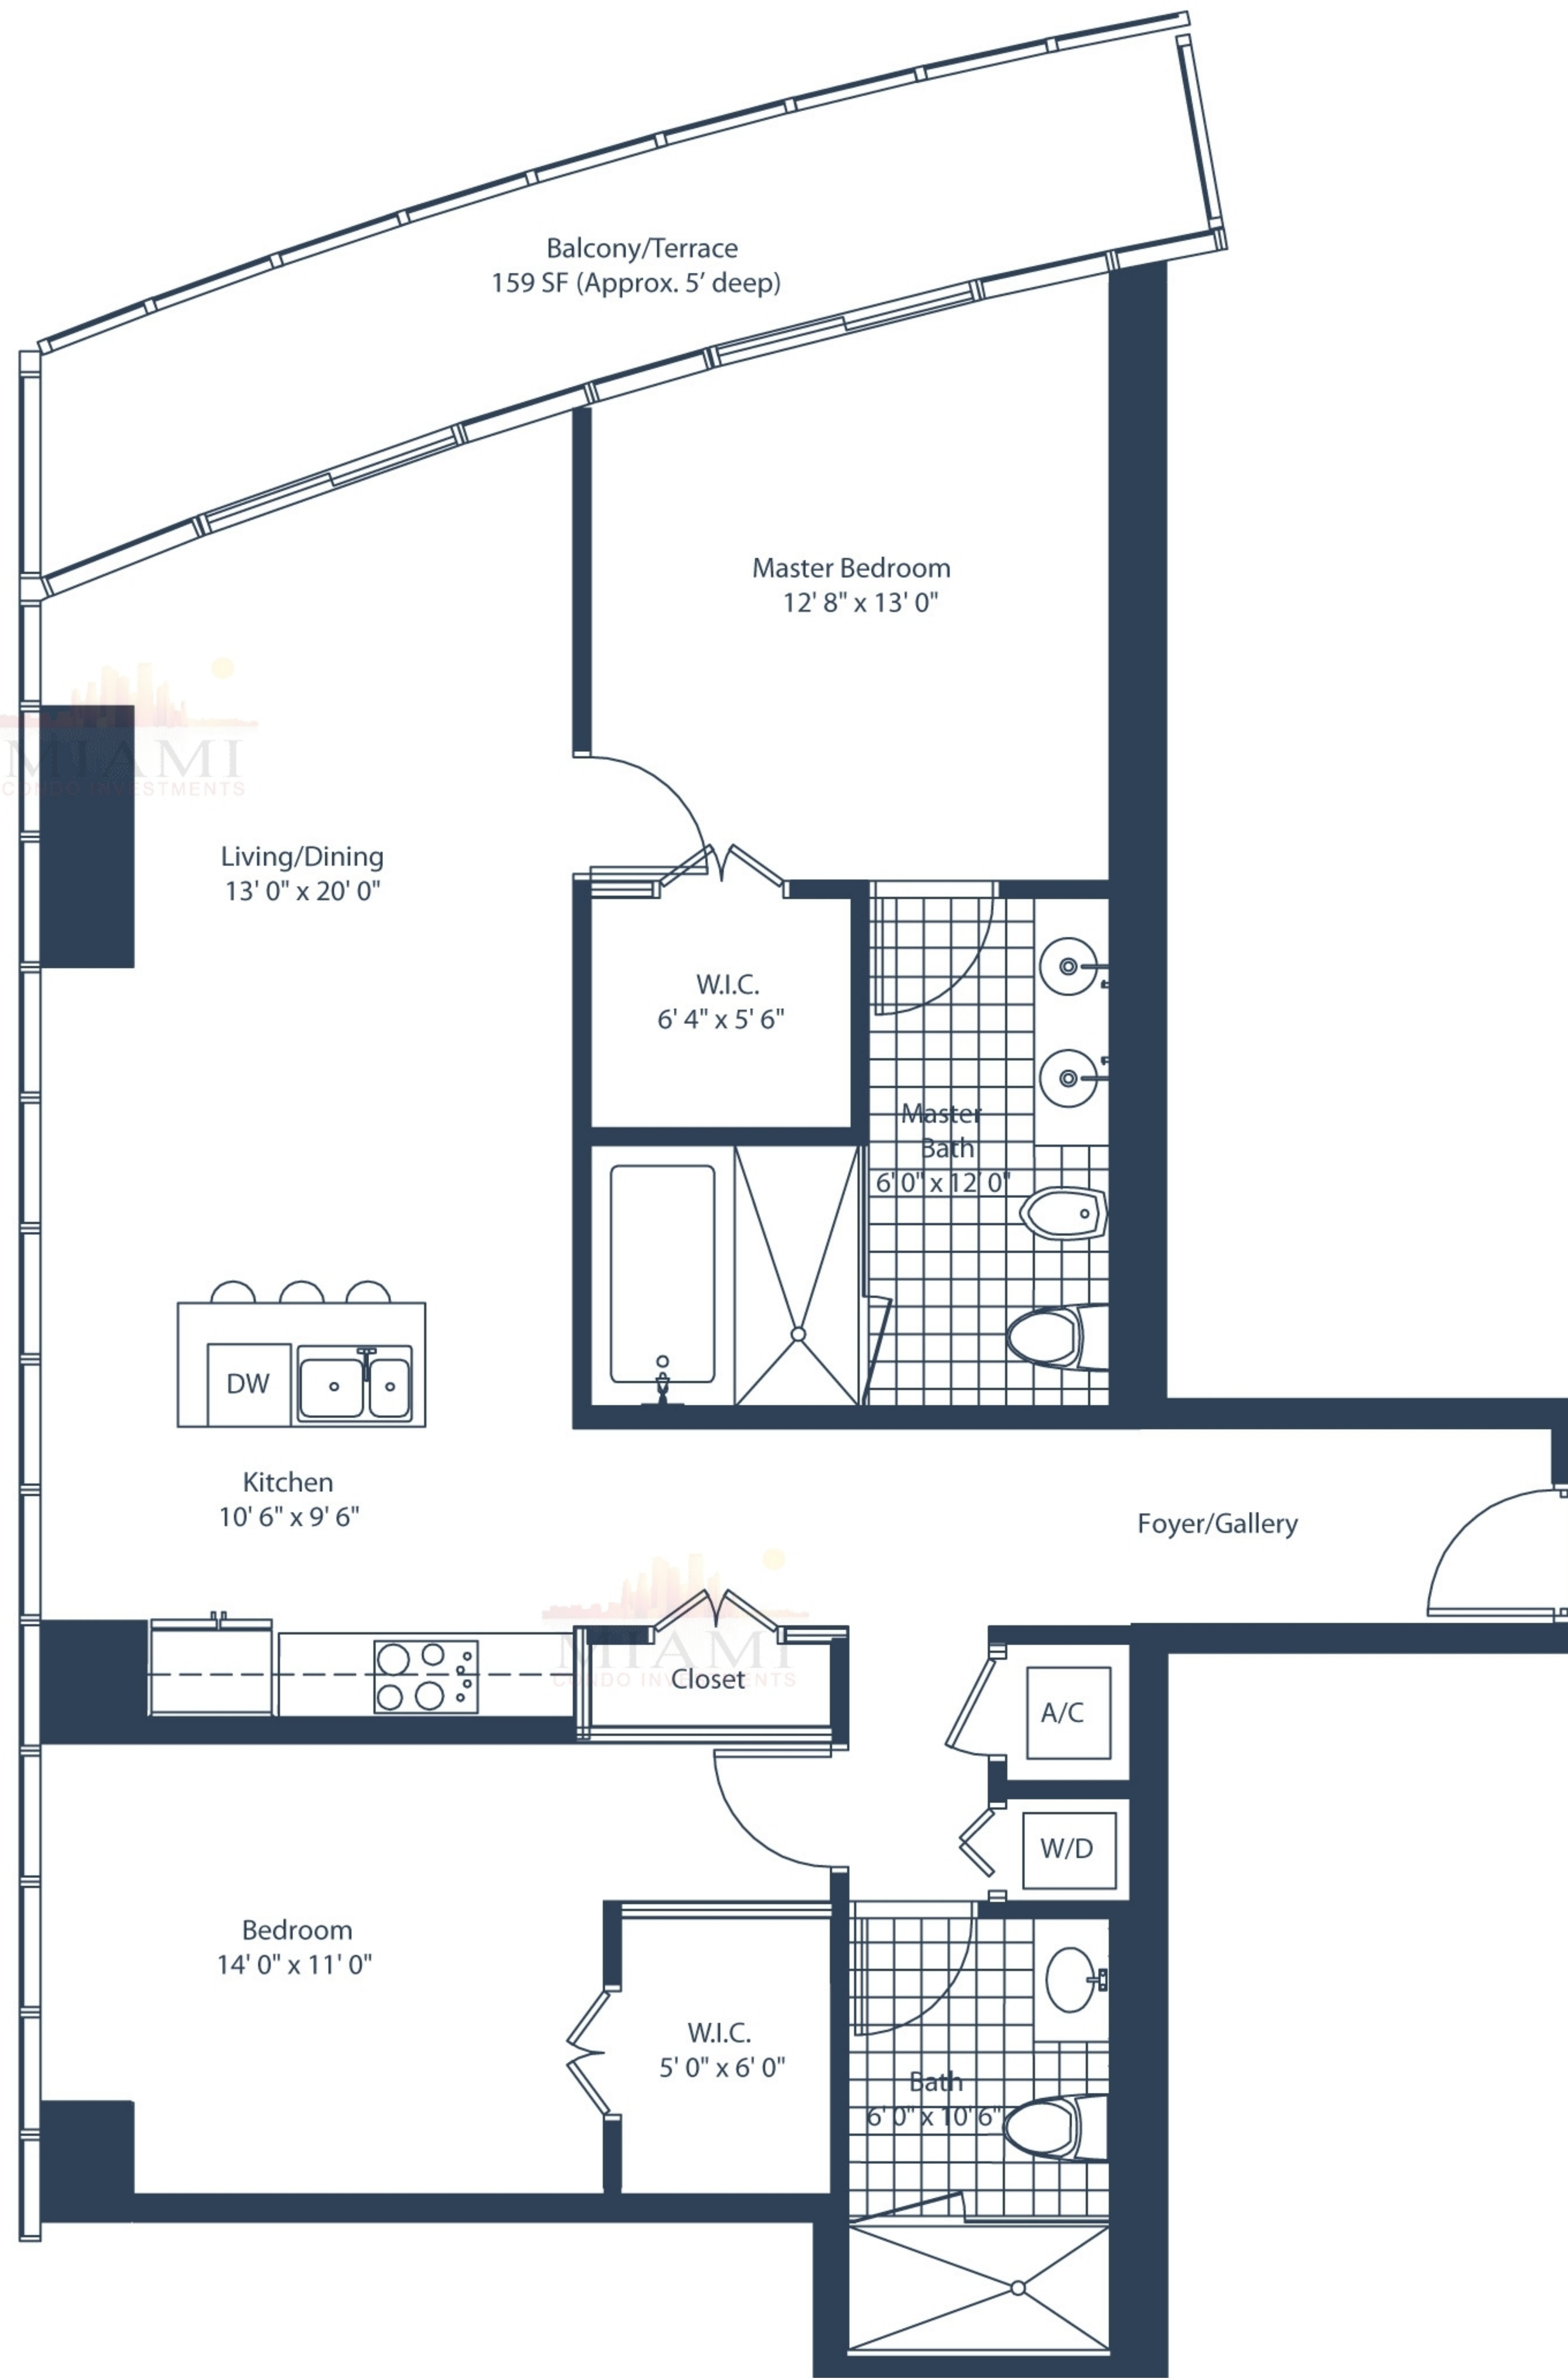 Balcony/Terrace
159 SF (Approx. 5’ deep)
Master Bedroom
12' 8" x 13' 0"
MIAMI
CONDO INVESTMENTS
Living/Dining
13' 0" x 20' 0"
W.I.C.
6' 4" x 5' 6"
Master
Bath
6' 0" x 12' 0"
DW
Kitchen
10' 6" x 9' 6"
Foyer/Gallery
MIAMI
CONDO INVESTMENTS
Closet
A/C
W/D
Bedroom
14' 0" x 11' 0"
W.I.C.
5' 0" x 6' 0"
Bath
6' 0" x 10' 6"